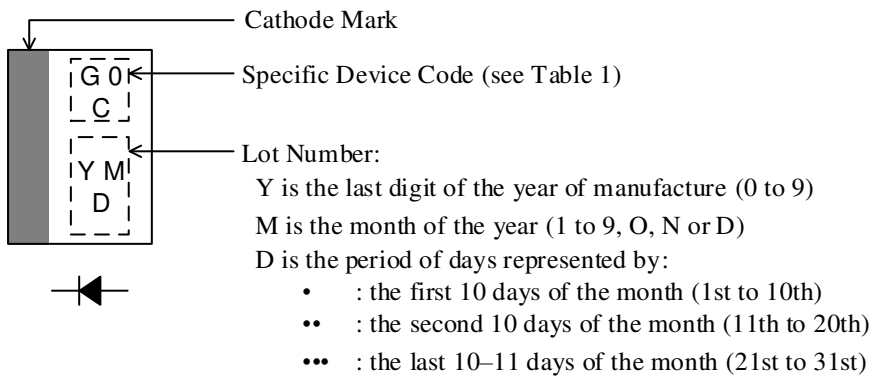 Cathode Mark
G 0
C
Specific Device Code (see Table 1)
Y M
D
Lot Number:
Y is the last digit of the year of manufacture (0 to 9)
M is the month of the year (1 to 9, O, N or D)
D is the period of days represented by:
• : the first 10 days of the month (1st to 10th)
•• : the second 10 days of the month (11th to 20th)
••• : the last 10–11 days of the month (21st to 31st)